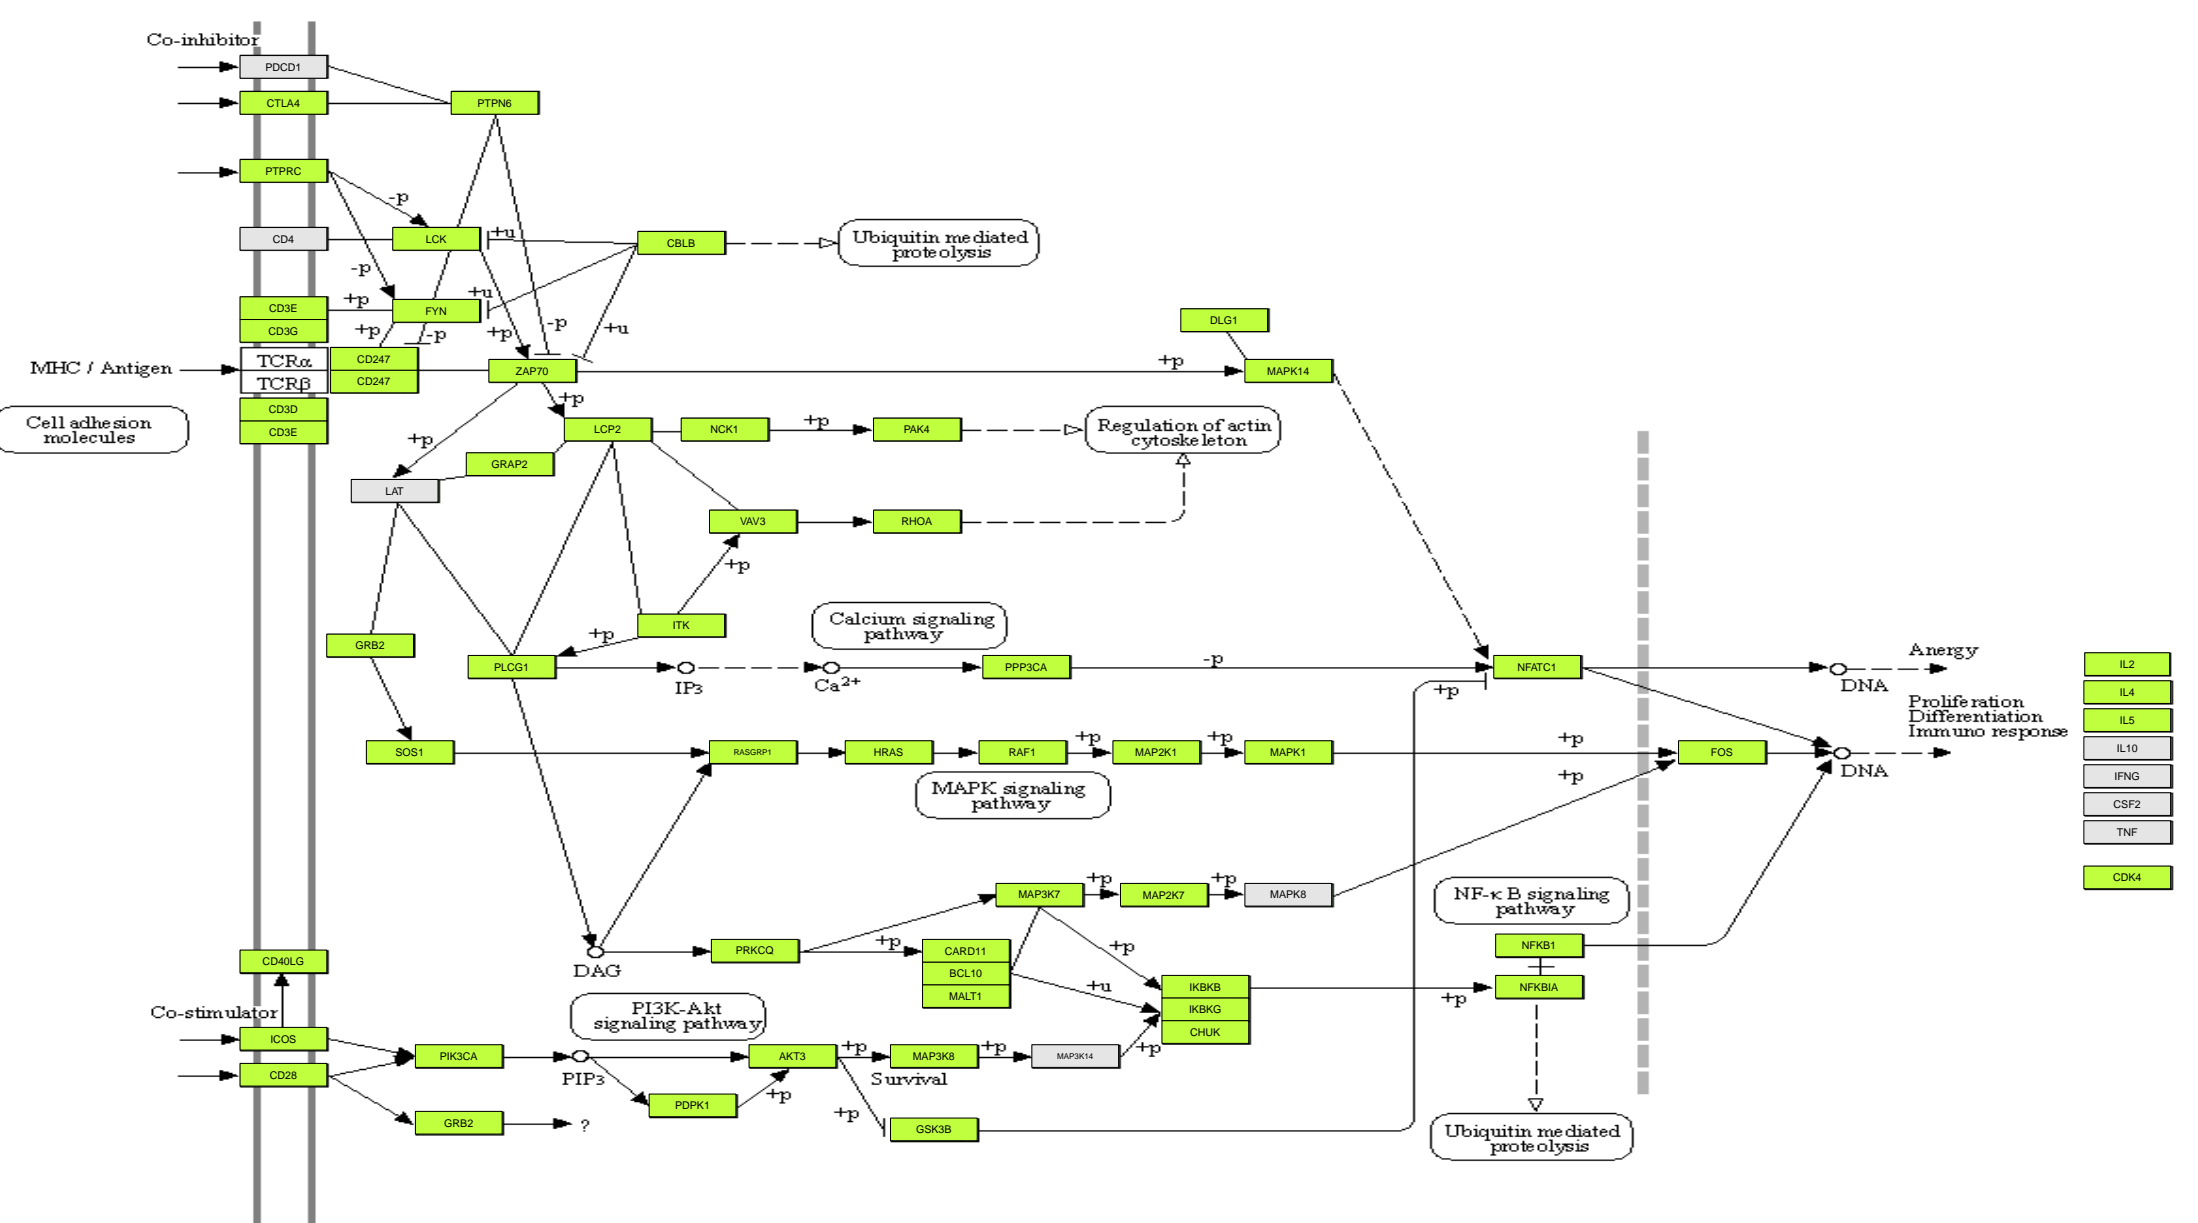 Co-inhibitor
PDCD1
CTLA4
PTPN6
PTPRC
-p
CD4
LCK
+u
CBLB
Ubiquitin mediated
proteolysis
-p
CD3E
+p
FYN
+u
CD3G
+p
-p
+p
-p
+u
DLG1
MHC / Antigen
TCRα
TCRβ
CD247
CD247
ZAP70
+p
MAPK14
CD3D
CD3E
Cell adhesion
molecules
+p
+p
LCP2
NCK1
+p
PAK4
Regulation of actin
cytoskeleton
GRAP2
LAT
VAV3
RHOA
+p
ITK
Calcium signaling
pathway
GRB2
+p
PLCG1
IP3
Ca2+
PPP3CA
-p
NFATC1
+p
DNA
Anergy
Proliferation
Differentiation
Immuno response
IL2
IL4
IL5
IL10
IFNG
CSF2
TNF
CDK4
SOS1
RASGRP1
HRAS
RAF1
+p
MAP2K1
+p
MAPK1
+p
+p
FOS
DNA
MAPK signaling
pathway
MAP3K7
+p
MAP2K7
+p
MAPK8
NF-κ B signaling
pathway
DAG
PRKCQ
+p
CARD11
BCL10
MALT1
+p
+u
IKBKB
IKBKG
CHUK
+p
NFKB1
NFKBIA
CD40LG
Co-stimulator
ICOS
CD28
PI3K-Akt
signaling pathway
PIK3CA
PIP3
AKT3
+p
MAP3K8
+p
MAP3K14
+p
Survival
PDPK1
+p
+p
GRB2
?
GSK3B
Ubiquitin mediated
proteolysis